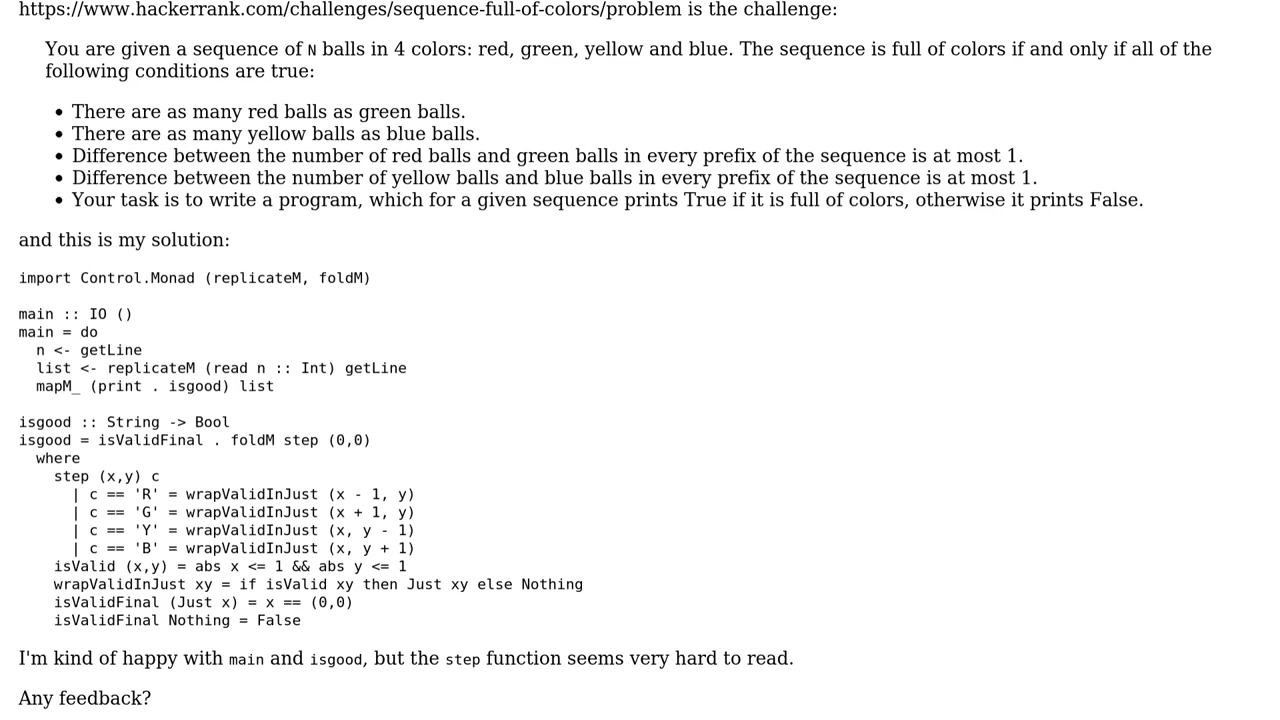 https://www.hackerrank.com/challenges/sequence-full-of-colors/problem is the challenge:
You are given a sequence of N balls in 4 colors: red, green, yellow and blue. The sequence is full of colors if and only if all of the
following conditions are true:
• There are as many red balls as green balls.
• There are as many yellow balls as blue balls.
• Difference between the number of red balls and green balls in every prefix of the sequence is at most 1.
• Difference between the number of yellow balls and blue balls in every prefix of the sequence is at most 1.
• Your task is to write a program, which for a given sequence prints True if it is full of colors, otherwise it prints False.
and this is my solution:
import Control.Monad (replicateM, foldM)

main :: IO ()
main = do
  n <- getLine
  list <- replicateM (read n :: Int) getLine
  mapM_ (print . isgood) list

isgood :: String -> Bool
isgood = isValidFinal . foldM step (0,0)
  where
    step (x,y) c
      | c == 'R' = wrapValidInJust (x - 1, y)
      | c == 'G' = wrapValidInJust (x + 1, y)
      | c == 'Y' = wrapValidInJust (x, y - 1)
      | c == 'B' = wrapValidInJust (x, y + 1)
    isValid (x,y) = abs x <= 1 && abs y <= 1
    wrapValidInJust xy = if isValid xy then Just xy else Nothing
    isValidFinal (Just x) = x == (0,0)
    isValidFinal Nothing = False
I'm kind of happy with main and isgood, but the step function seems very hard to read.
Any feedback?